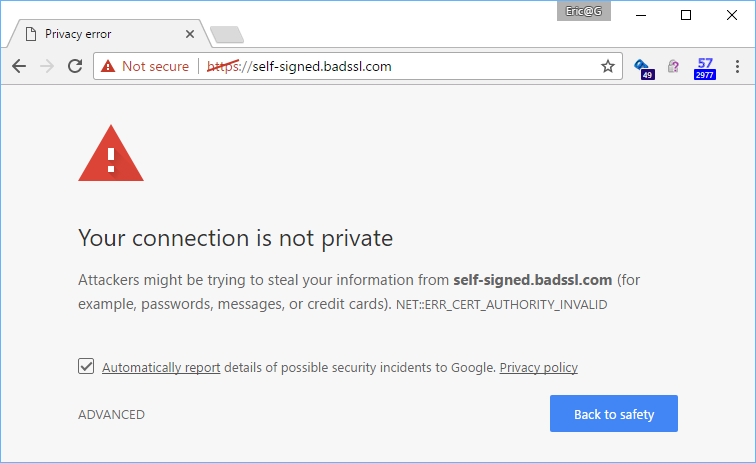 Eric@G
Privacy error
Not secure | https://self-signed.badssl.com
49
57
2977
Your connection is not private
Attackers might be trying to steal your information from self-signed.badssl.com (for
example, passwords, messages, or credit cards). NET::ERR_CERT_AUTHORITY_INVALID
Automatically report details of possible security incidents to Google. Privacy policy
ADVANCED
Back to safety